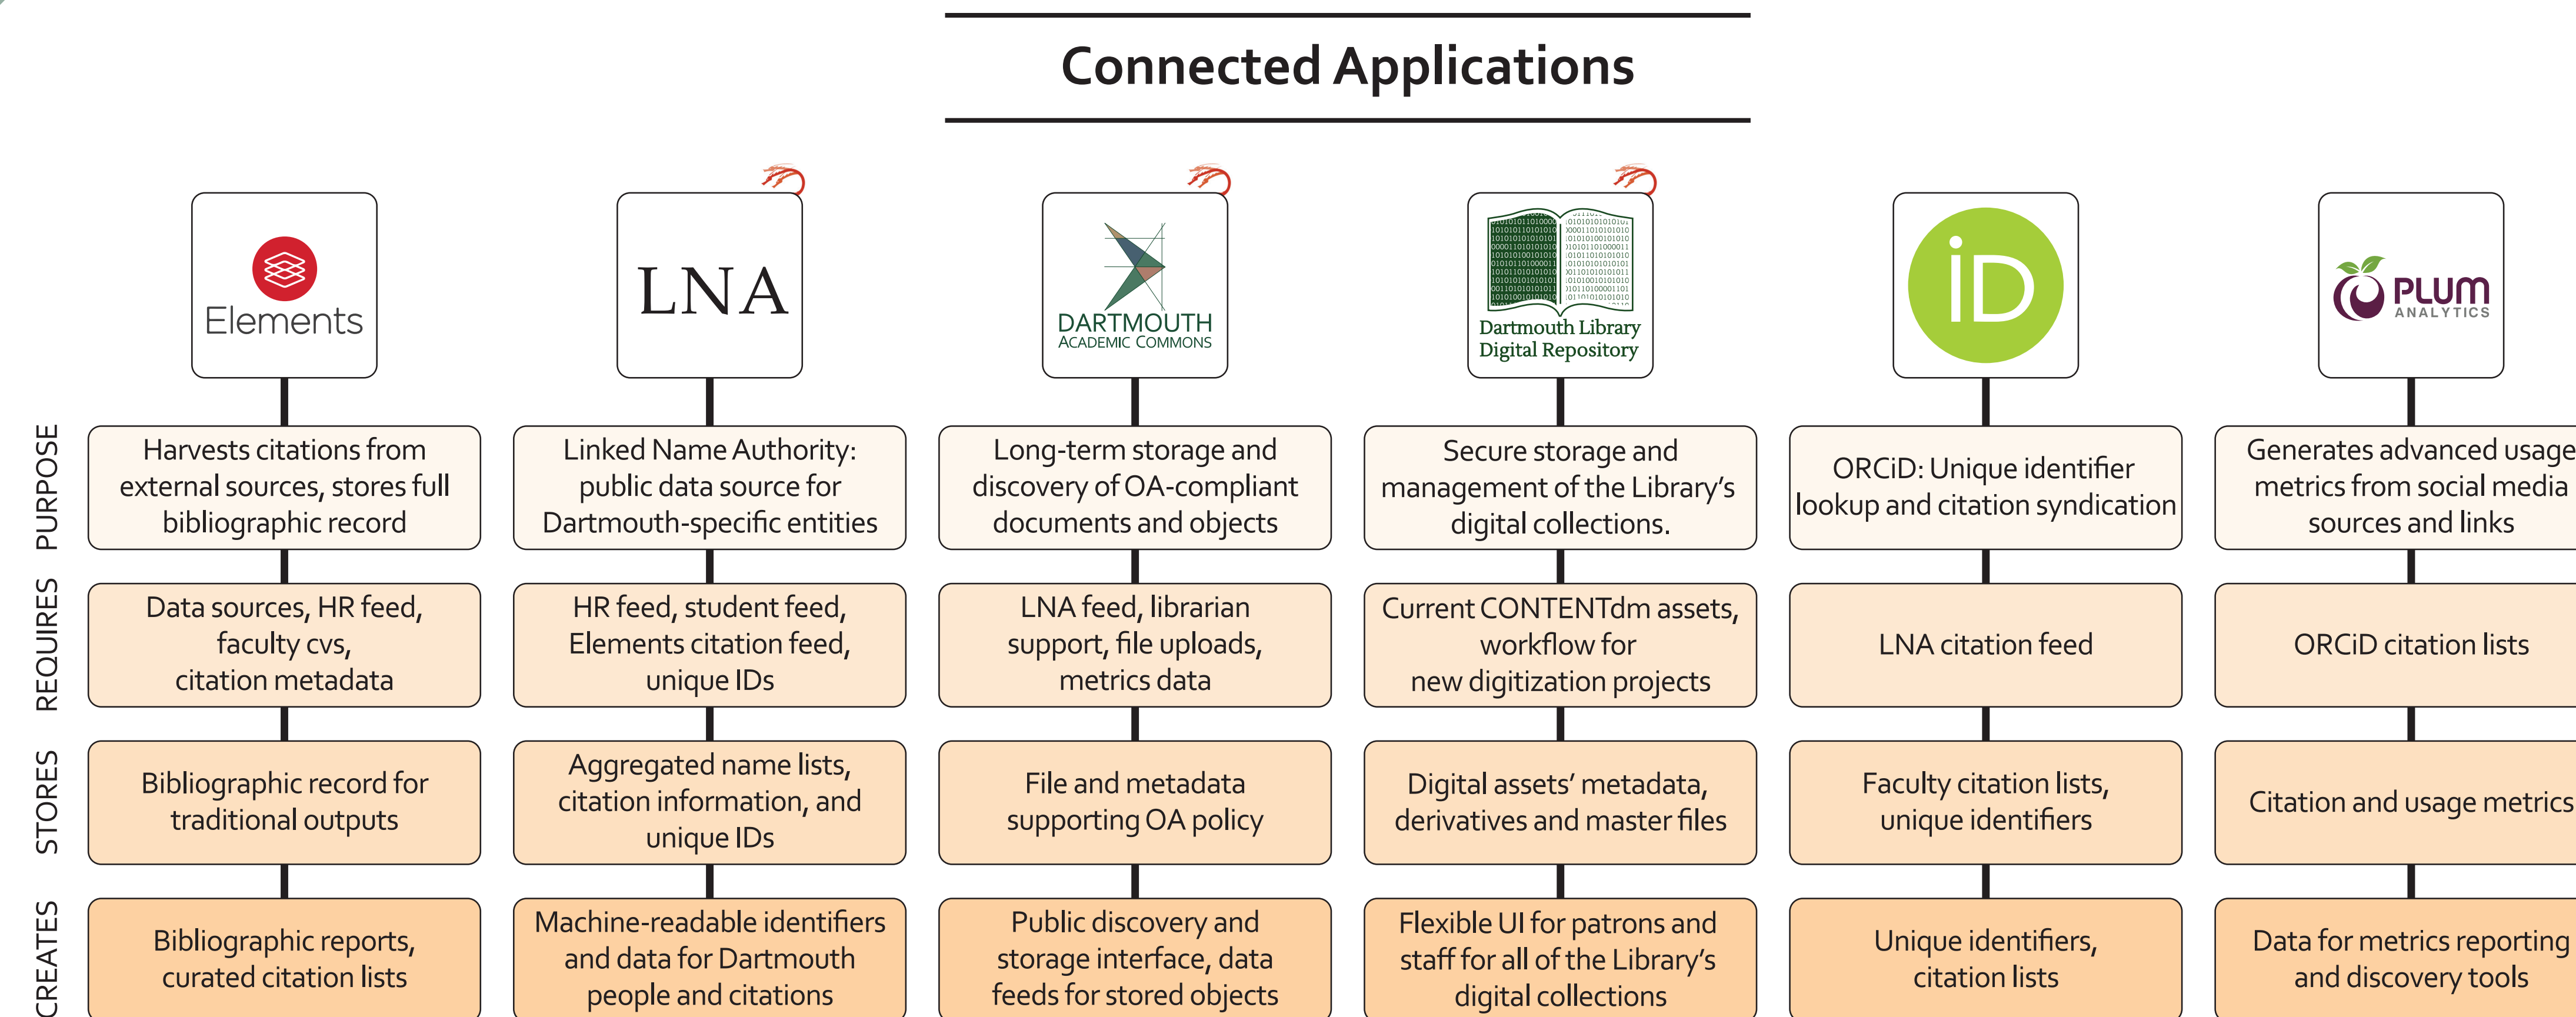 Connected Applications
Elements
LNA
DARTMOUTH
ACADEMIC COMMONS
Dartmouth Library
Digital Repository
iD
PLUM
ANALYTICS
PURPOSE
Harvests citations from
external sources, stores full
bibliographic record
Linked Name Authority:
public data source for
Dartmouth-specific entities
Long-term storage and
discovery of OA-compliant
documents and objects
Secure storage and
management of the Library’s
digital collections.
ORCiD: Unique identifier
lookup and citation syndication
Generates advanced usage
metrics from social media
sources and links
REQUIRES
Data sources, HR feed,
faculty cvs,
citation metadata
HR feed, student feed,
Elements citation feed,
unique IDs
LNA feed, librarian
support, file uploads,
metrics data
Current CONTENTdm assets,
workflow for
new digitization projects
LNA citation feed
ORCiD citation lists
STORES
Bibliographic record for
traditional outputs
Aggregated name lists,
citation information, and
unique IDs
File and metadata
supporting OA policy
Digital assets’ metadata,
derivatives and master files
Faculty citation lists,
unique identifiers
Citation and usage metrics
CREATES
Bibliographic reports,
curated citation lists
Machine-readable identifiers
and data for Dartmouth
people and citations
Public discovery and
storage interface, data
feeds for stored objects
Flexible UI for patrons and
staff for all of the Library’s
digital collections
Unique identifiers,
citation lists
Data for metrics reporting
and discovery tools